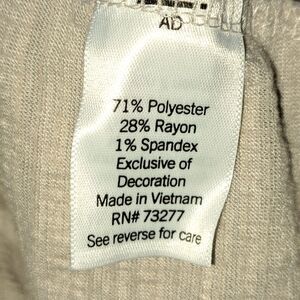 AD
71% Polyester
28% Rayon
1% Spandex
Exclusive of
Decoration
Made in Vietnam
RN# 73277
See reverse for care